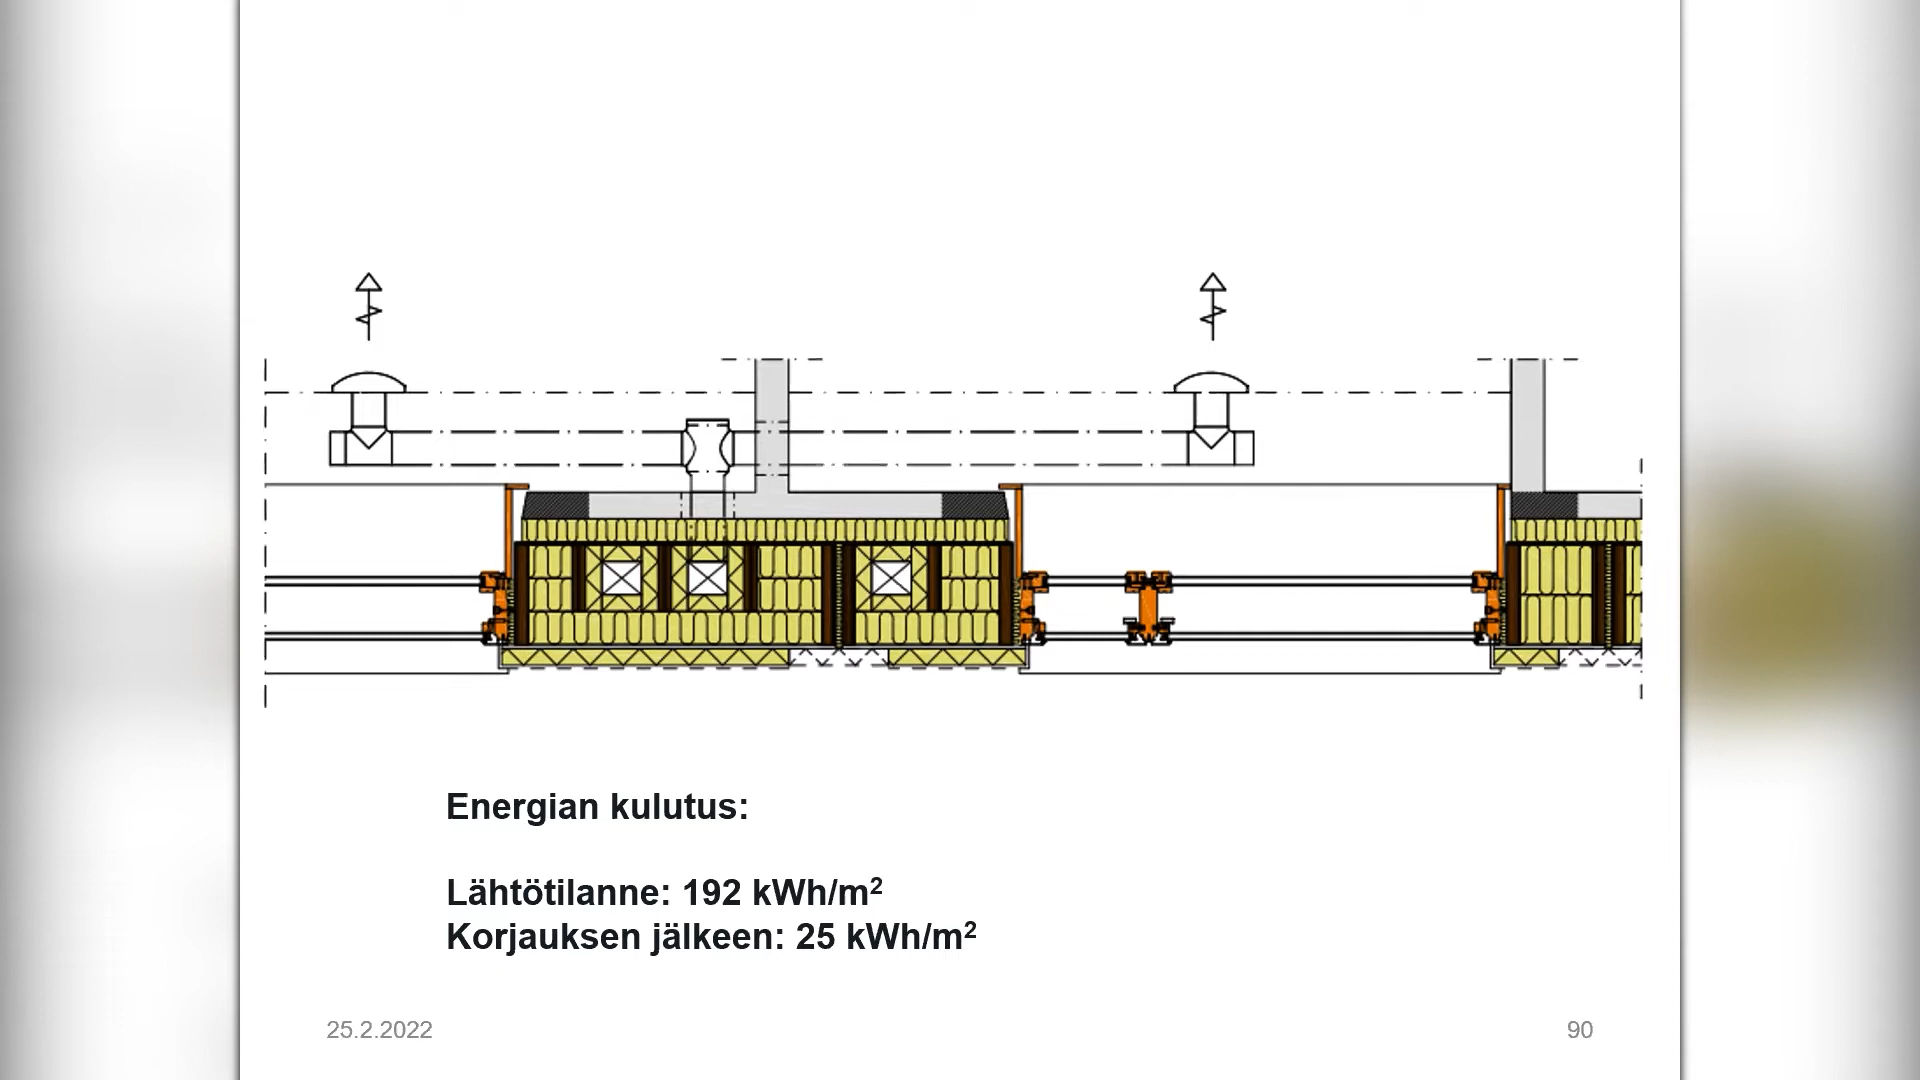 Energian kulutus:
Lähtötilanne: 192 kWh/m²
Korjauksen jälkeen: 25 kWh/m²
25.2.2022
90